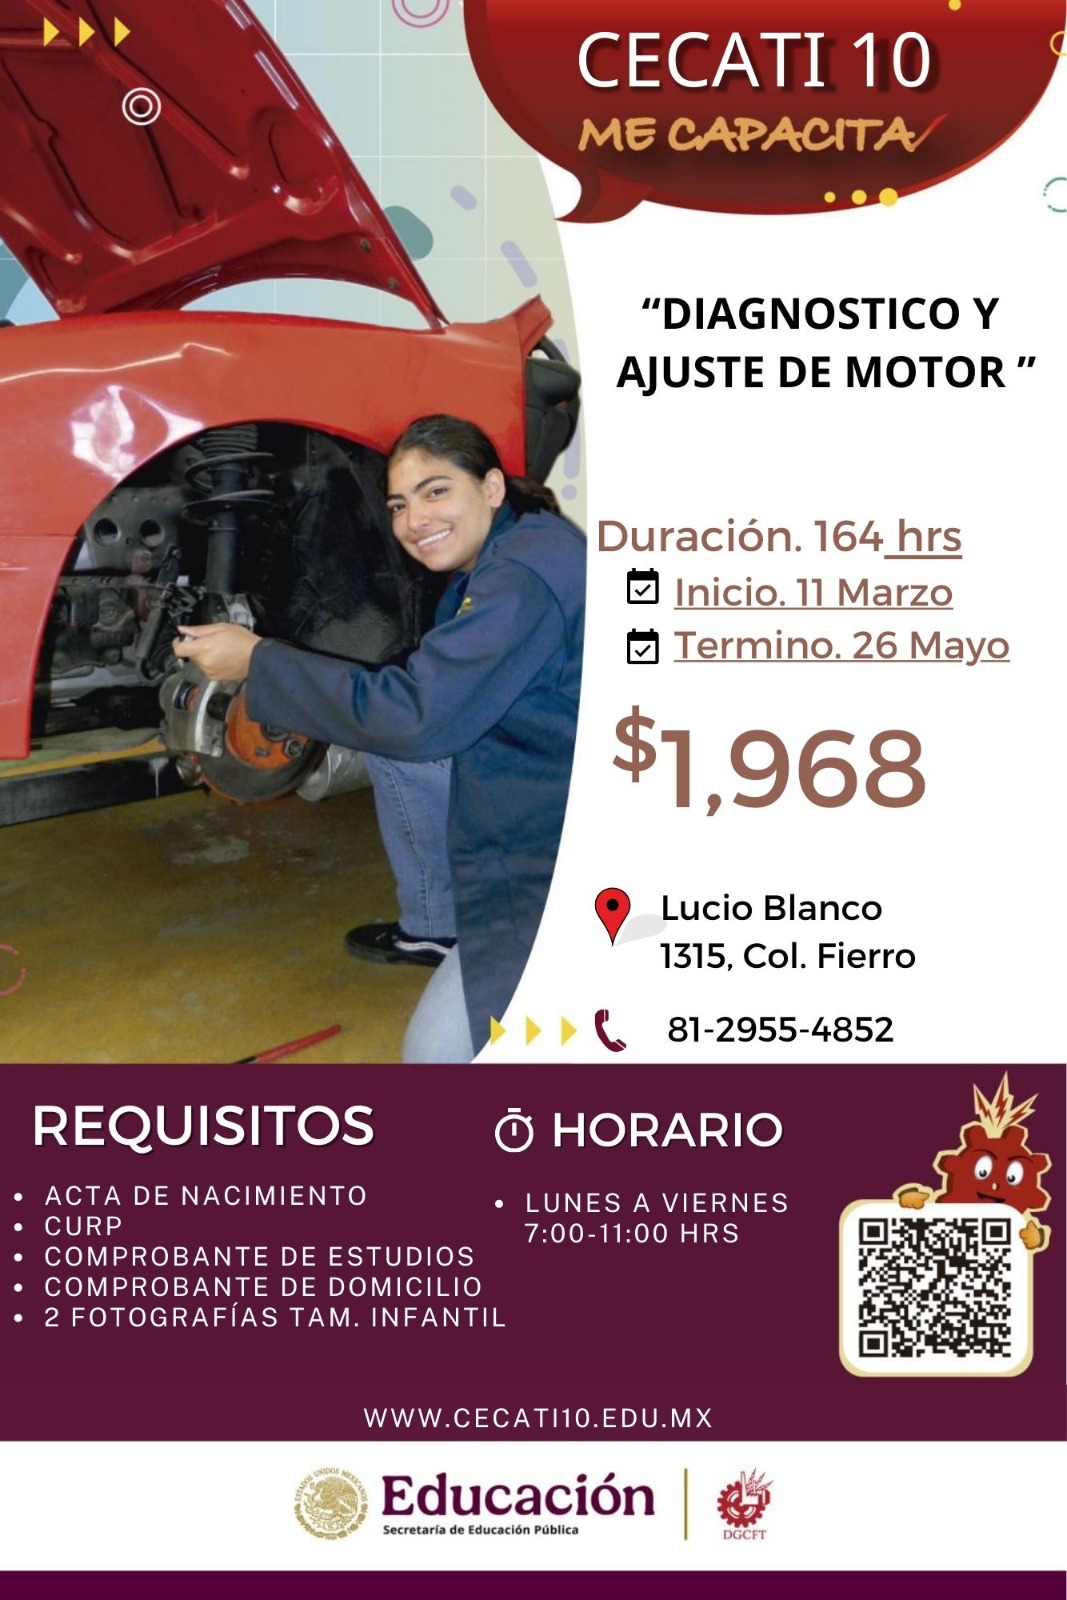 CECATI 10
ME CAPACITA
“DIAGNOSTICO Y
AJUSTE DE MOTOR ”
Duración. 164 hrs
Inicio. 11 Marzo
Termino. 26 Mayo
$1,968
Lucio Blanco
1315, Col. Fierro
81-2955-4852
REQUISITOS
• ACTA DE NACIMIENTO
• CURP
• COMPROBANTE DE ESTUDIOS
• COMPROBANTE DE DOMICILIO
• 2 FOTOGRAFÍAS TAM. INFANTIL
HORARIO
• LUNES A VIERNES
7:00-11:00 HRS
WWW.CECATI10.EDU.MX
ESTADOS UNIDOS MEXICANOS
Educación
Secretaría de Educación Pública
DGCFT